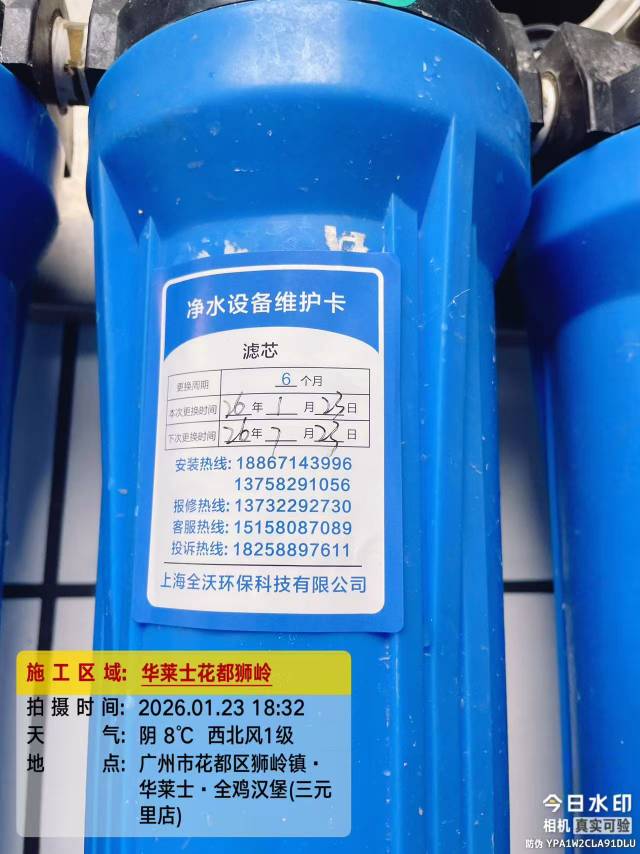 净水设备维护卡
滤芯
更换周期 6 个月
本次更换时间 26 年 1 月 23 日
下次更换时间 26 年 7 月 23 日
安装热线: 18867143996
13758291056
报修热线: 13732292730
客服热线: 15158087089
投诉热线: 18258897611
上海全沃环保科技有限公司
施工区域: 华莱士花都狮岭
拍摄时间: 2026.01.23 18:32
天气: 阴 8℃ 西北风1级
地点: 广州市花都区狮岭镇·
华莱士·全鸡汉堡(三元
里店)
今日水印
相机 真实可验
防伪 YPA1W2CLA91DLU